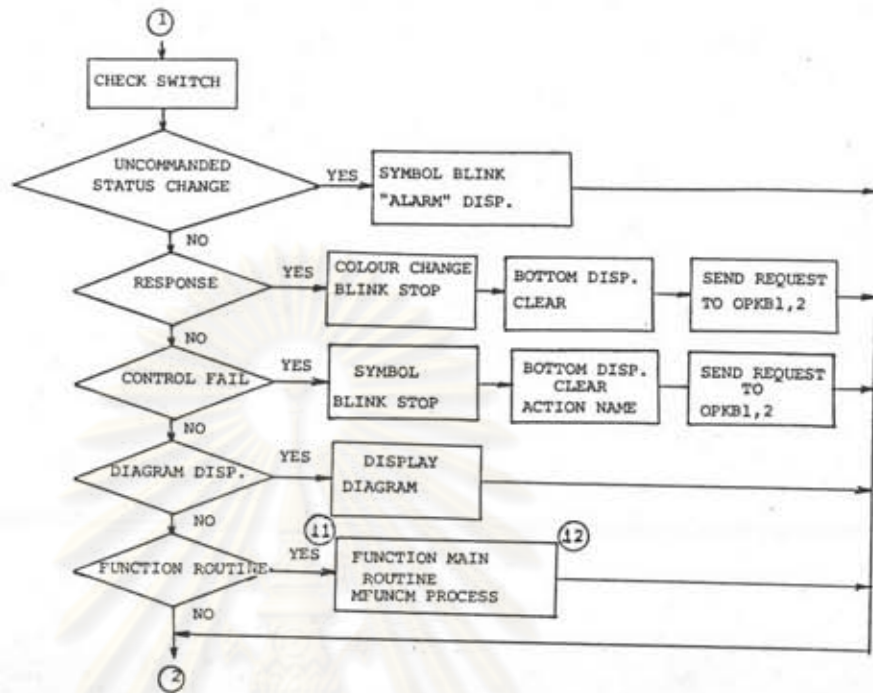 1
CHECK SWITCH
UNCOMMANDED
STATUS CHANGE
YES
SYMBOL BLINK
"ALARM" DISP.
NO
RESPONSE
YES
COLOUR CHANGE
BLINK STOP
BOTTOM DISP.
CLEAR
SEND REQUEST
TO OPKB1,2
NO
CONTROL FAIL
YES
SYMBOL
BLINK STOP
BOTTOM DISP.
CLEAR
ACTION NAME
SEND REQUEST
TO
OPKB1,2
NO
DIAGRAM DISP.
YES
DISPLAY
DIAGRAM
NO
FUNCTION ROUTINE
YES
11
FUNCTION MAIN
ROUTINE
MFUNCM PROCESS
12
NO
2